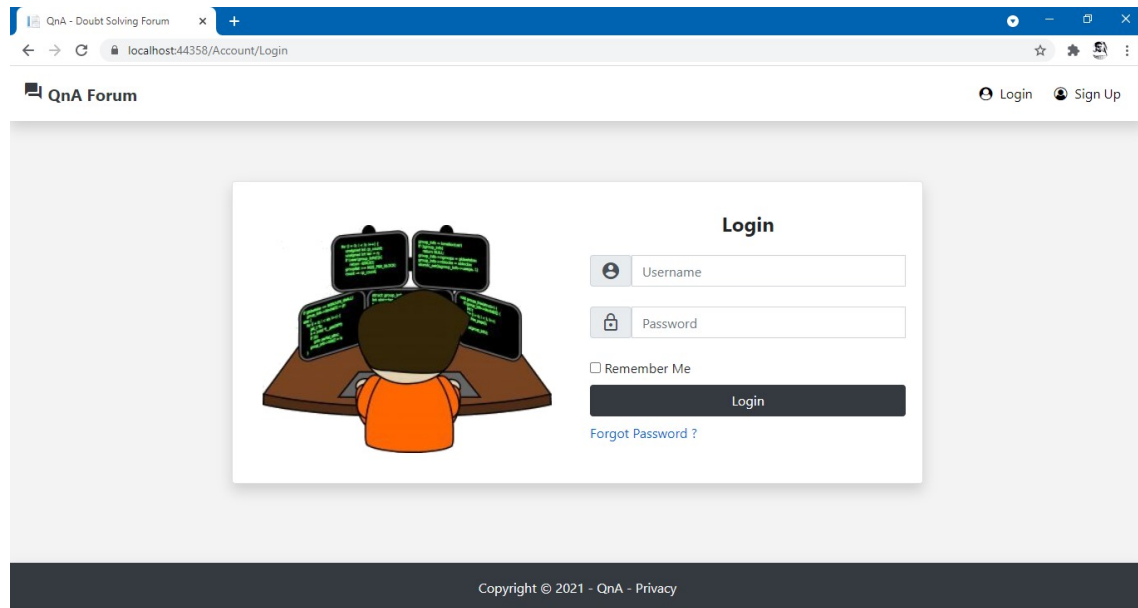 QnA - Doubt Solving Forum
localhost:44358/Account/Login
QnA Forum
Login
Sign Up
Login
Username
Password
Remember Me
Login
Forgot Password ?
Copyright © 2021 - QnA - Privacy